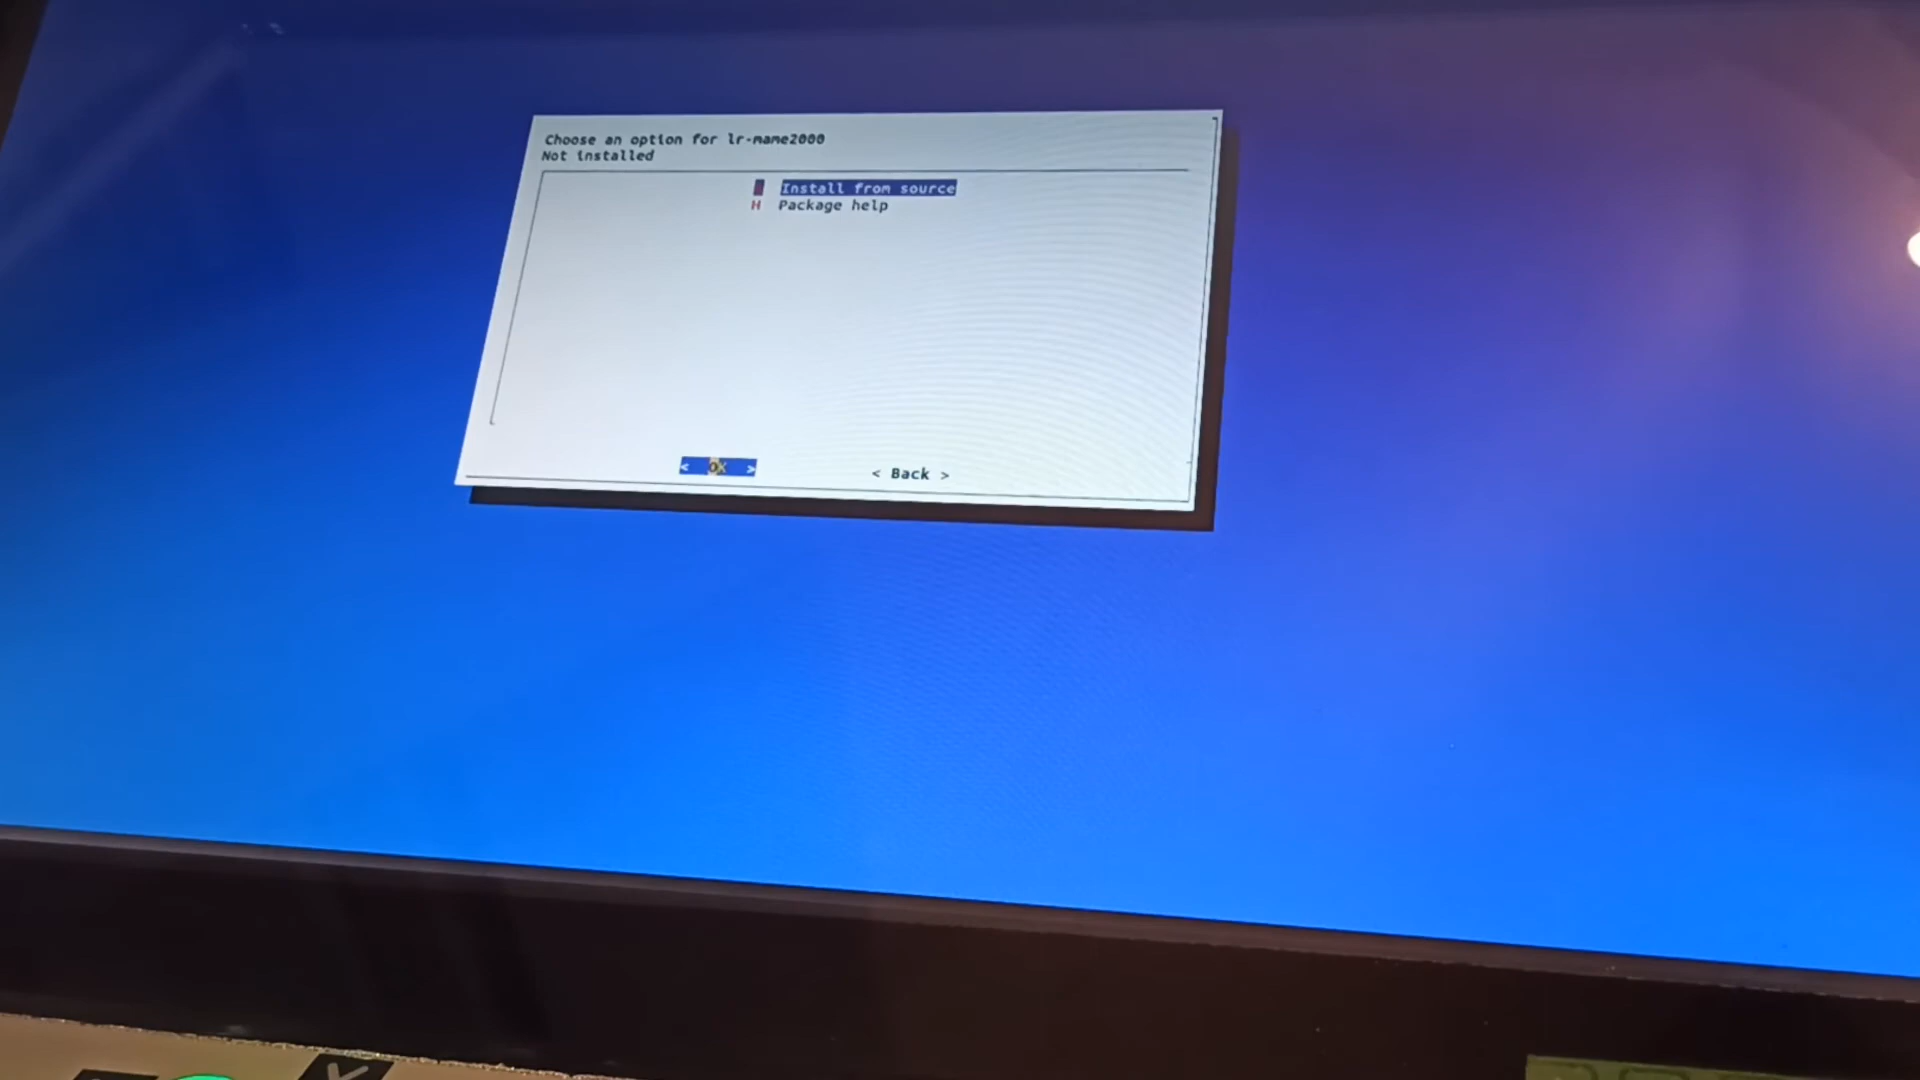 Choose an option for lr-mame2000
Not installed
Install from source
H Package help
< OK >
< Back >